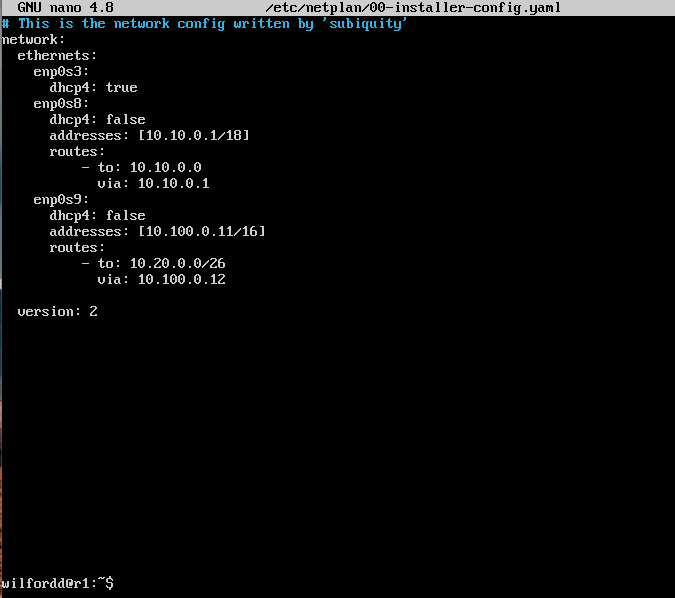 GNU nano 4.8 /etc/netplan/00-installer-config.yaml
# This is the network config written by 'subiquity'
network:
  ethernets:
    enp0s3:
      dhcp4: true
    enp0s8:
      dhcp4: false
      addresses: [10.10.0.1/18]
      routes:
          - to: 10.10.0.0
            via: 10.10.0.1
    enp0s9:
      dhcp4: false
      addresses: [10.100.0.11/16]
      routes:
          - to: 10.20.0.0/26
            via: 10.100.0.12
  version: 2
wilfordd@r1:~$